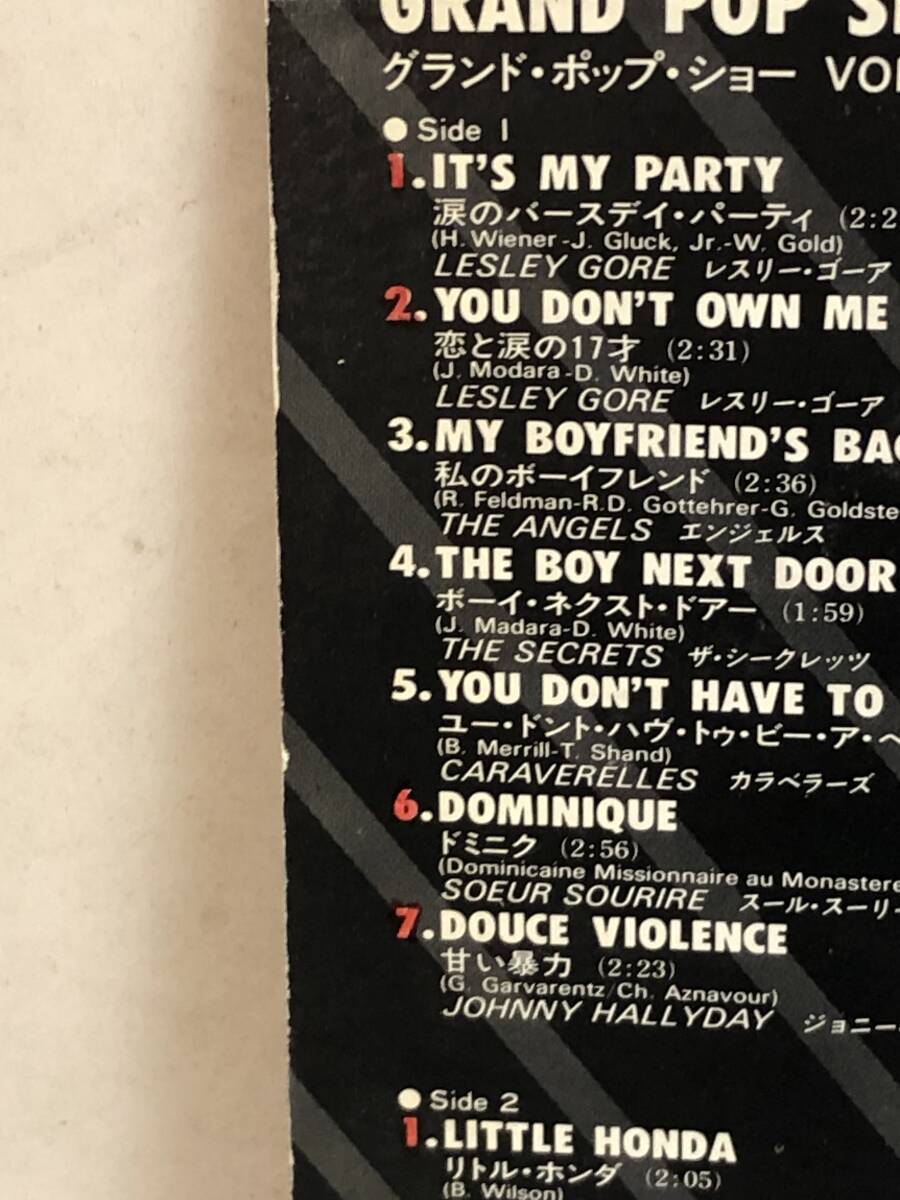 GRAND POP
グランド・ポップ・ショー
● Side 1
1. IT'S MY PARTY
涙のバースデイ・パーティ (2:2
(H. Wiener-J. Gluck, Jr.-W. Gold)
LESLEY GORE レスリー・ゴーア
2. YOU DON'T OWN ME
恋と涙の17才 (2:31)
(J. Modara-D. White)
LESLEY GORE レスリー・ゴーア
3. MY BOYFRIEND'S
私のボーイフレンド (2:36)
(R. Feldman-R.D. Gottehrer-G. Goldste
THE ANGELS エンジェルス
4. THE BOY NEXT DOOR
ボーイ・ネクスト・ドアー (1:59)
(J. Madara-D. White)
THE SECRETS ザ・シークレッツ
5. YOU DON'T HAVE TO
ユー・ドント・ハヴ・トゥ・ビー・ア・
(B. Merrill-T. Shand)
CARAVERELLES カラベラーズ
6. DOMINIQUE
ドミニク (2:56)
(Dominicaine Missionnaire au Monastere
SOEUR SOURIRE スール・スーリ
7. DOUCE VIOLENCE
甘い暴力 (2:23)
(G. Garvarentz/Ch. Aznavour)
JOHNNY HALLYDAY ジョニー・
● Side 2
1. LITTLE HONDA
リトル・ホンダ (2:05)
(B. Wilson)